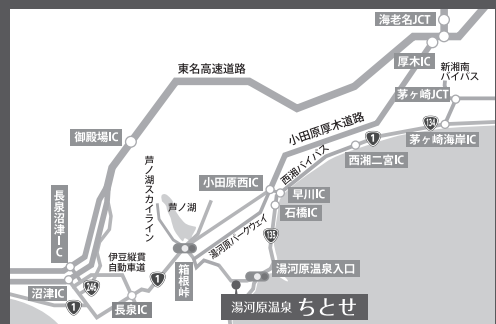 海老名JCT
東名高速道路
厚木IC
新湘南
バイパス
茅ヶ崎JCT
小田原厚木道路
134
御殿場IC
1
茅ヶ崎海岸IC
西湘バイパス
西湘二宮IC
芦ノ湖スカイライン
小田原西IC
早川IC
長泉沼津IC
芦ノ湖
石橋IC
湯河原パークウェイ
135
伊豆縦貫
自動車道
箱根峠
湯河原温泉入口
沼津IC
246
1
1
長泉IC
湯河原温泉 ちとせ